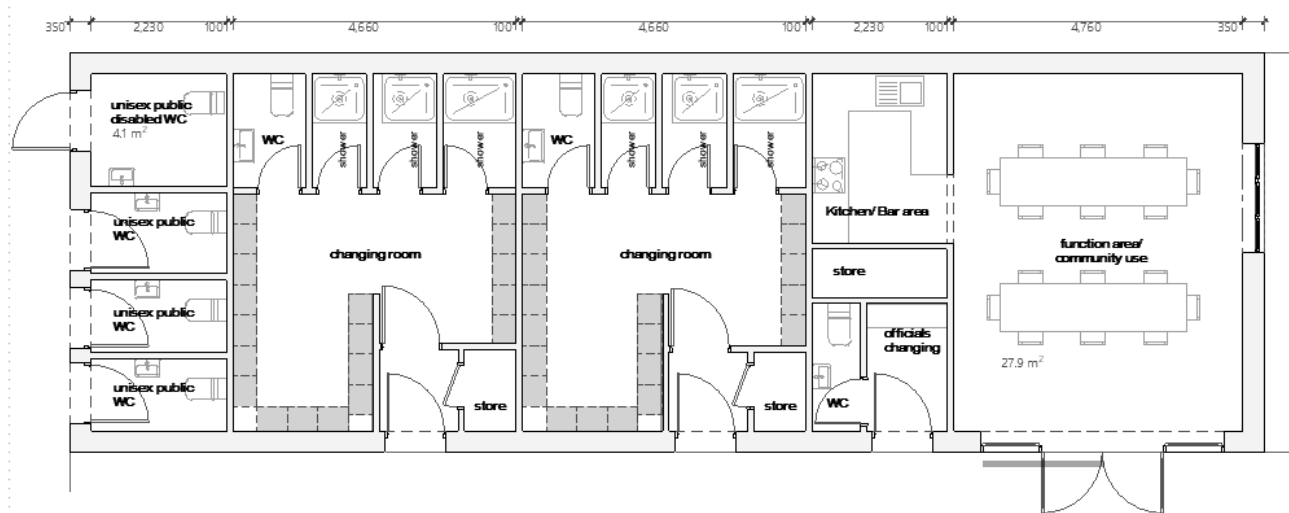 350 2,230 100 4,660 100 4,660 100 2,230 100 4,760 350
unisex public
disabled WC
4.1 m²
WC
shower
shower
shower
WC
shower
shower
shower
unisex public
WC
changing room
changing room
Kitchen/ Bar area
function area/
community use
store
unisex public
WC
officials
changing
27.9 m²
unisex public
WC
store
store
WC